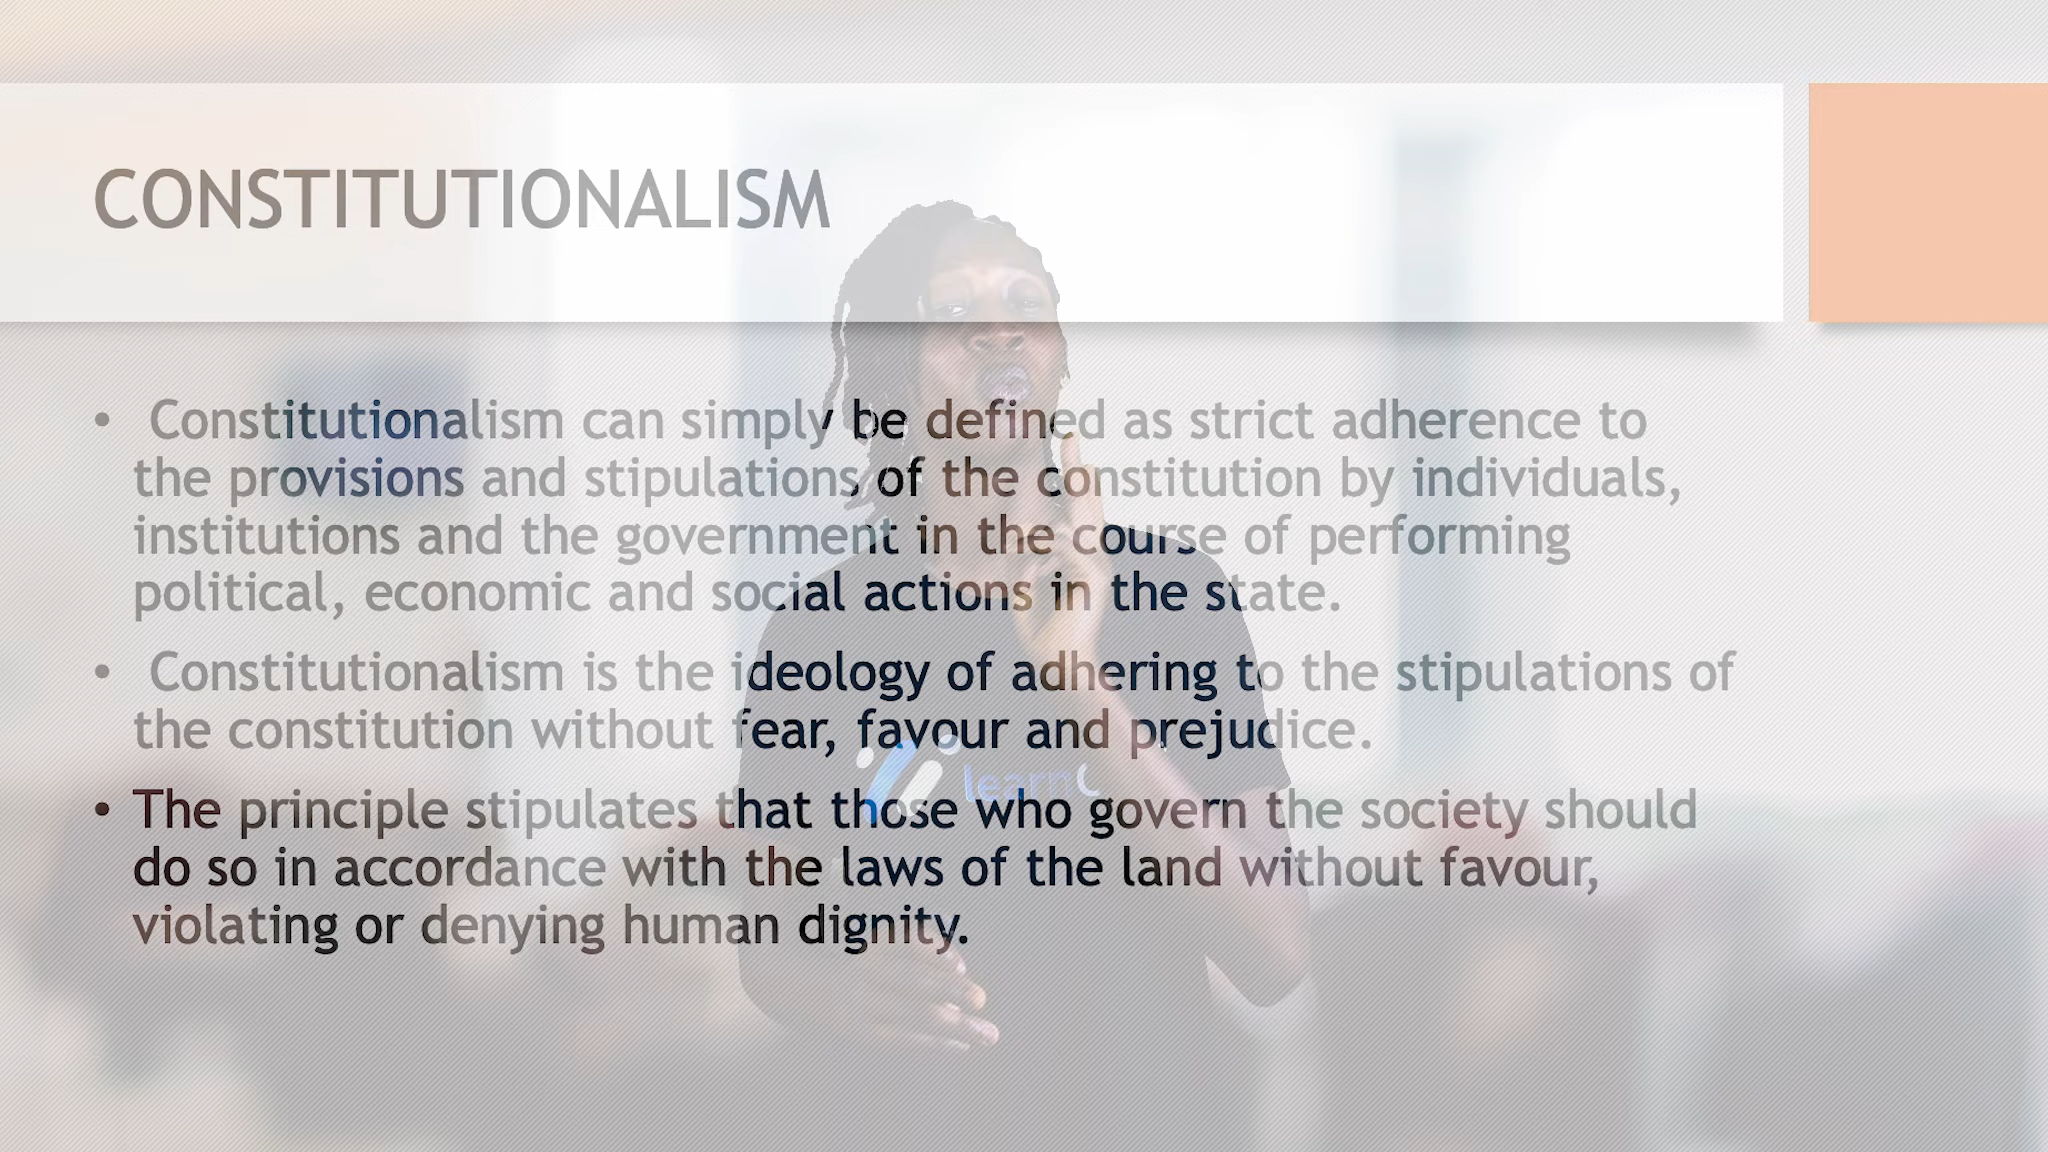 CONSTITUTIONALISM
• Constitutionalism can simply be defined as strict adherence to
the provisions and stipulations of the constitution by individuals,
institutions and the government in the course of performing
political, economic and social actions in the state.
• Constitutionalism is the ideology of adhering to the stipulations of
the constitution without fear, favour and prejudice.
learn
• The principle stipulates that those who govern the society should
do so in accordance with the laws of the land without favour,
violating or denying human dignity.